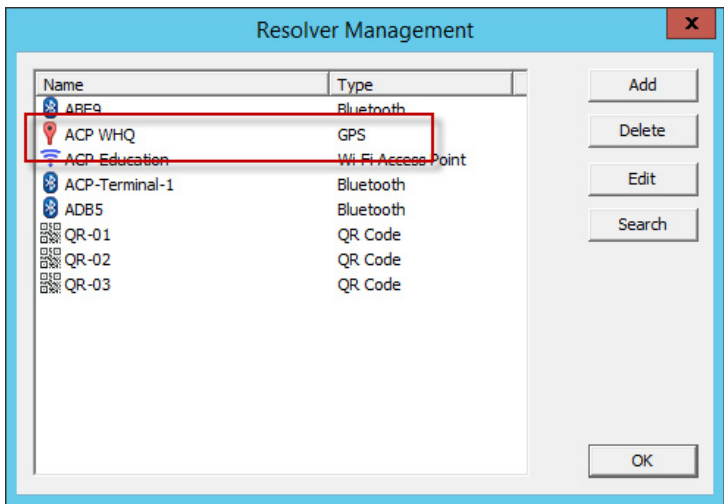 Resolver Management
x
Name Type
ABF9 Bluetooth
ACP WHQ GPS
ACP-Education Wi-Fi Access Point
ACP-Terminal-1 Bluetooth
ADB5 Bluetooth
QR-01 QR Code
QR-02 QR Code
QR-03 QR Code
Add
Delete
Edit
Search
OK